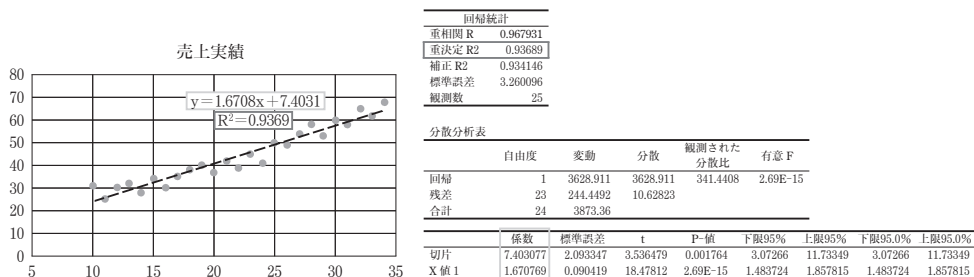 売上実績
80
70
60
50
40
30
20
10
0
5 10 15 20 25 30 35
y=1.6708x+7.4031
R²=0.9369
回帰統計
重相関 R 0.967931
重決定 R2 0.93689
補正 R2 0.934146
標準誤差 3.260096
観測数 25
分散分析表
自由度 変動 分散 観測された分散比 有意 F
回帰 1 3628.911 3628.911 341.4408 2.69E-15
残差 23 244.4492 10.62823
合計 24 3873.36
係数 標準誤差 t P-値 下限95% 上限95% 下限95.0% 上限95.0%
切片 7.403077 2.093347 3.536479 0.001764 3.07266 11.73349 3.07266 11.73349
X 値 1 1.670769 0.090419 18.47812 2.69E-15 1.483724 1.857815 1.483724 1.857815